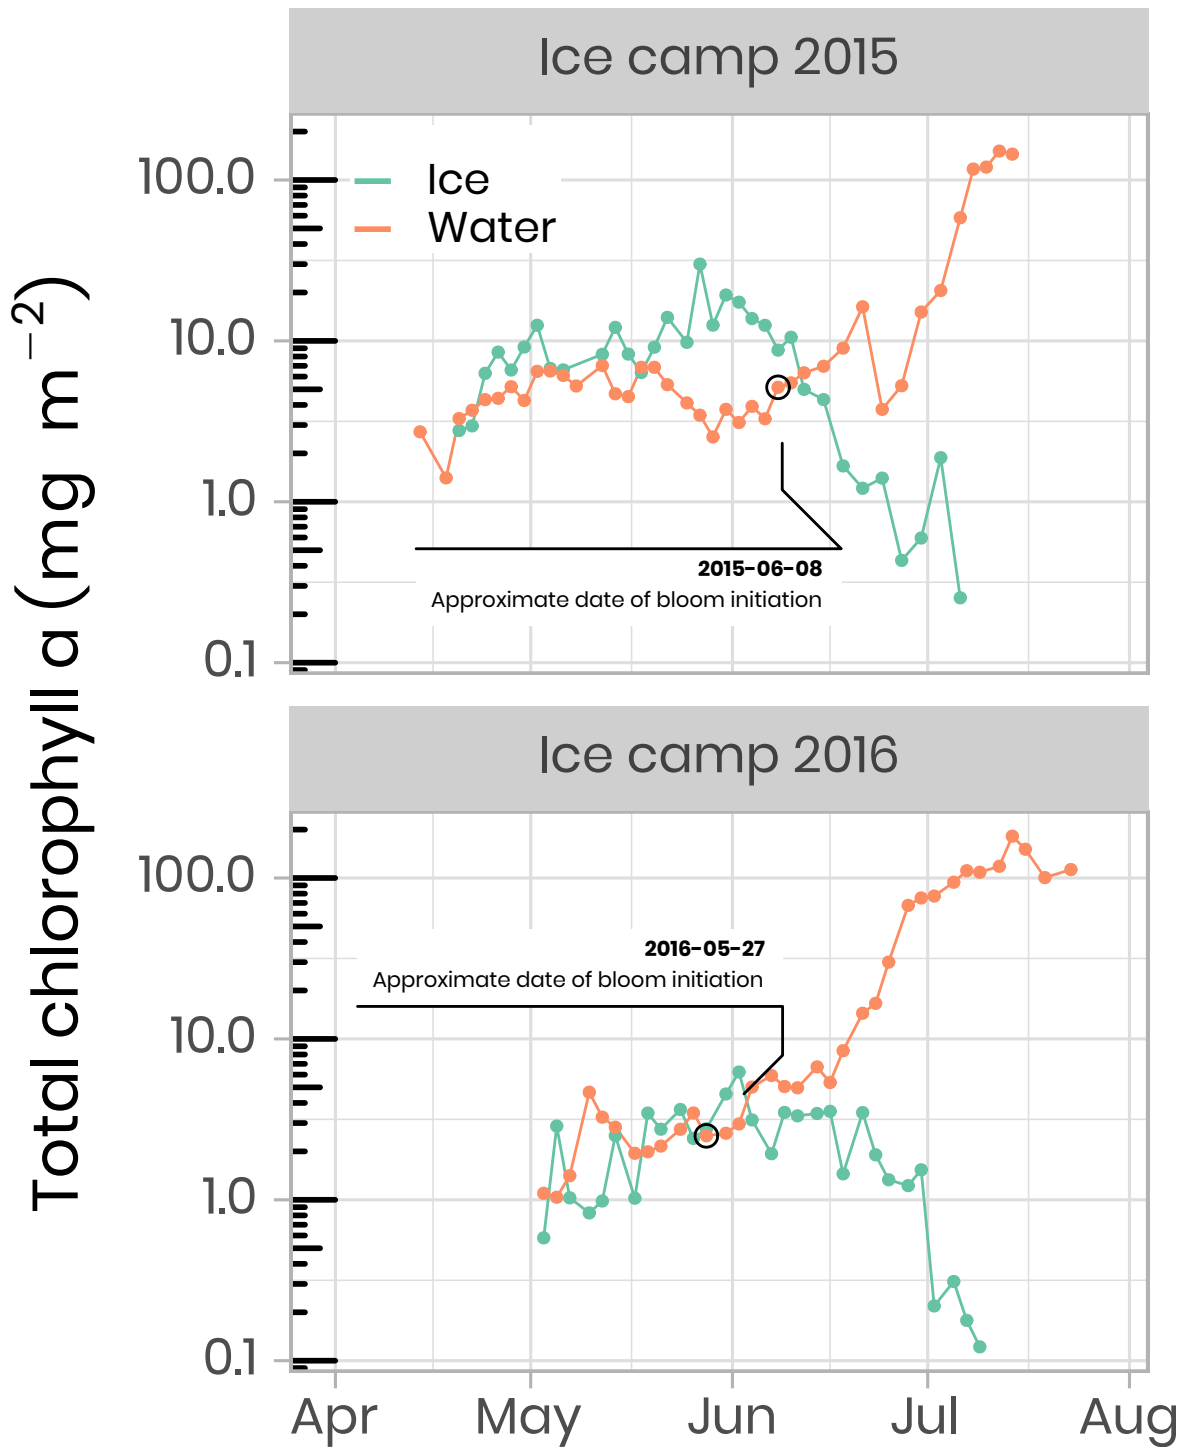 Ice camp 2015
100.0
10.0
1.0
0.1
Ice
Water
2015-06-08
Approximate date of bloom initiation
Total chlorophyll a (mg m⁻²)
Ice camp 2016
100.0
10.0
1.0
0.1
2016-05-27
Approximate date of bloom initiation
Apr May Jun Jul Aug